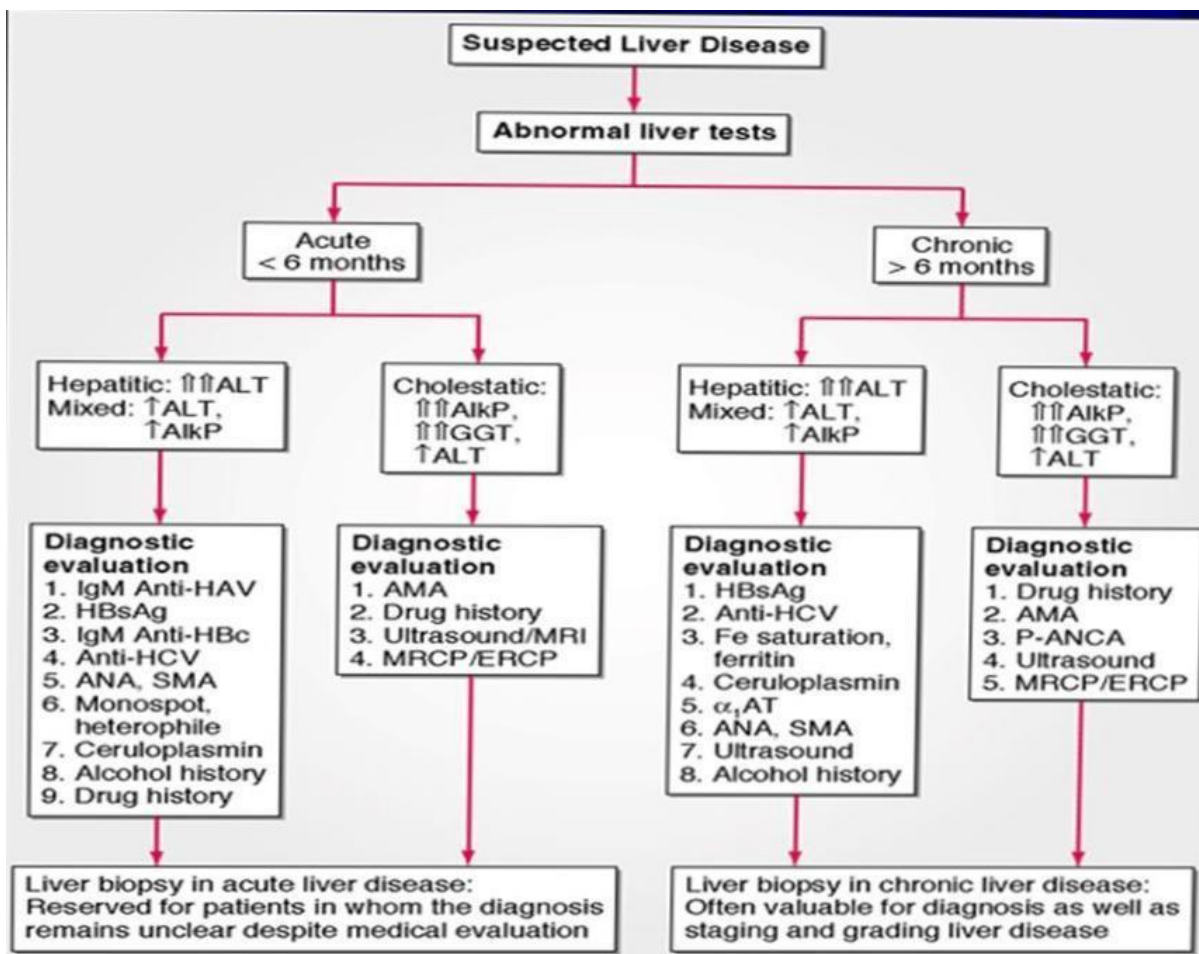 Suspected Liver Disease
Abnormal liver tests
Acute
< 6 months
Chronic
> 6 months
Hepatitic: ⇑⇑ALT
Mixed: ↑ALT,
↑AlkP
Cholestatic:
⇑⇑AlkP,
⇑⇑GGT,
↑ALT
Hepatitic: ⇑⇑ALT
Mixed: ↑ALT,
↑AlkP
Cholestatic:
⇑⇑AlkP,
⇑⇑GGT,
↑ALT
Diagnostic
evaluation
1. IgM Anti-HAV
2. HBsAg
3. IgM Anti-HBc
4. Anti-HCV
5. ANA, SMA
6. Monospot,
heterophile
7. Ceruloplasmin
8. Alcohol history
9. Drug history
Diagnostic
evaluation
1. AMA
2. Drug history
3. Ultrasound/MRI
4. MRCP/ERCP
Diagnostic
evaluation
1. HBsAg
2. Anti-HCV
3. Fe saturation,
ferritin
4. Ceruloplasmin
5. α₁AT
6. ANA, SMA
7. Ultrasound
8. Alcohol history
Diagnostic
evaluation
1. Drug history
2. AMA
3. P-ANCA
4. Ultrasound
5. MRCP/ERCP
Liver biopsy in acute liver disease:
Reserved for patients in whom the diagnosis
remains unclear despite medical evaluation
Liver biopsy in chronic liver disease:
Often valuable for diagnosis as well as
staging and grading liver disease